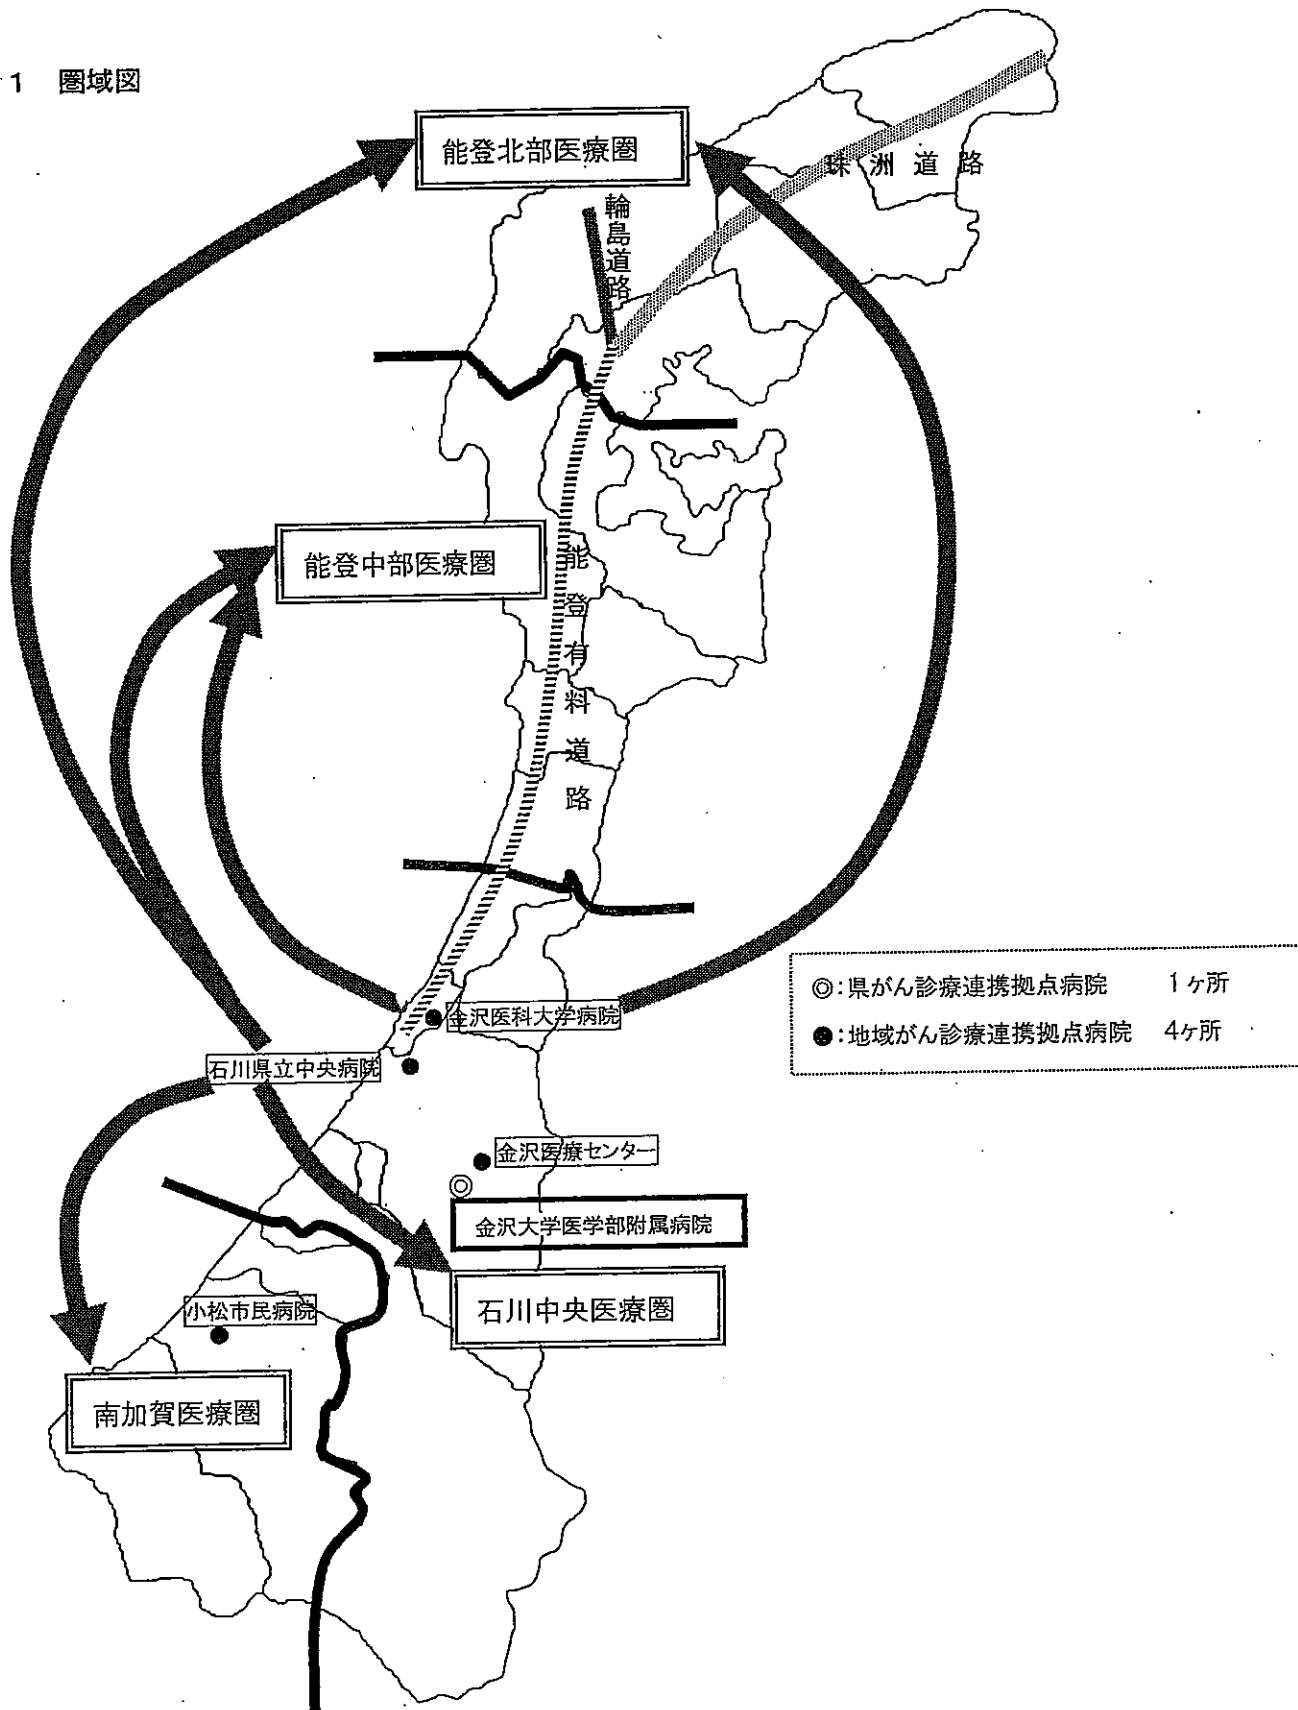 1 圏域図
能登北部医療圏
珠洲道路
輪島道路
能登中部医療圏
能登有料道路
◎:県がん診療連携拠点病院 1ヶ所
●:地域がん診療連携拠点病院 4ヶ所
金沢医科大学病院
石川県立中央病院
金沢医療センター
◎
金沢大学医学部附属病院
石川中央医療圏
小松市民病院
南加賀医療圏